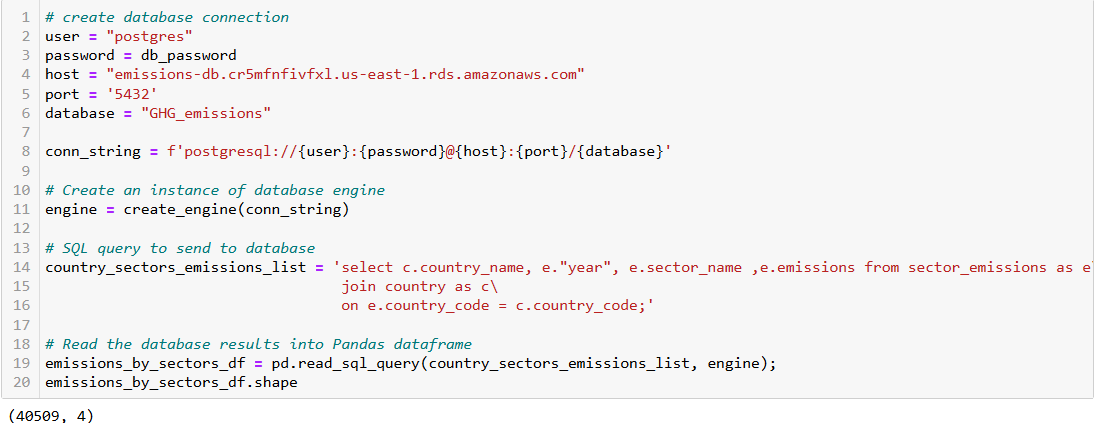 1 # create database connection
2 user = "postgres"
3 password = db_password
4 host = "emissions-db.cr5mfnfivfxl.us-east-1.rds.amazonaws.com"
5 port = '5432'
6 database = "GHG_emissions"
7
8 conn_string = f'postgresql://{user}:{password}@{host}:{port}/{database}'
9
10 # Create an instance of database engine
11 engine = create_engine(conn_string)
12
13 # SQL query to send to database
14 country_sectors_emissions_list = 'select c.country_name, e."year", e.sector_name ,e.emissions from sector_emissions as e\
15 join country as c\
16 on e.country_code = c.country_code;'
17
18 # Read the database results into Pandas dataframe
19 emissions_by_sectors_df = pd.read_sql_query(country_sectors_emissions_list, engine);
20 emissions_by_sectors_df.shape
(40509, 4)